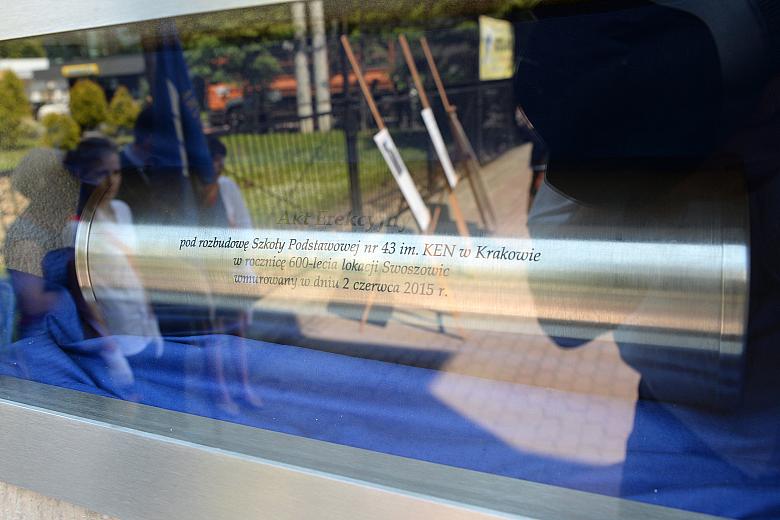 Akt Erekcyjny
pod rozbudowę Szkoły Podstawowej nr 43 im. KEN w Krakowie
w rocznicę 600-lecia lokacji Swoszowic
wmurowany w dniu 2 czerwca 2015 r.